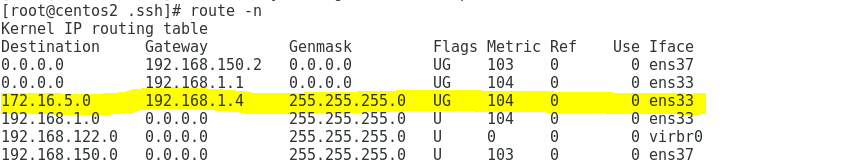 [root@centos2 .ssh]# route -n
Kernel IP routing table
Destination     Gateway         Genmask         Flags Metric Ref    Use Iface
0.0.0.0         192.168.150.2   0.0.0.0         UG    103    0        0 ens37
0.0.0.0         192.168.1.1     0.0.0.0         UG    104    0        0 ens33
172.16.5.0      192.168.1.4     255.255.255.0   UG    104    0        0 ens33
192.168.1.0     0.0.0.0         255.255.255.0   U     104    0        0 ens33
192.168.122.0   0.0.0.0         255.255.255.0   U     0      0        0 virbr0
192.168.150.0   0.0.0.0         255.255.255.0   U     103    0        0 ens37